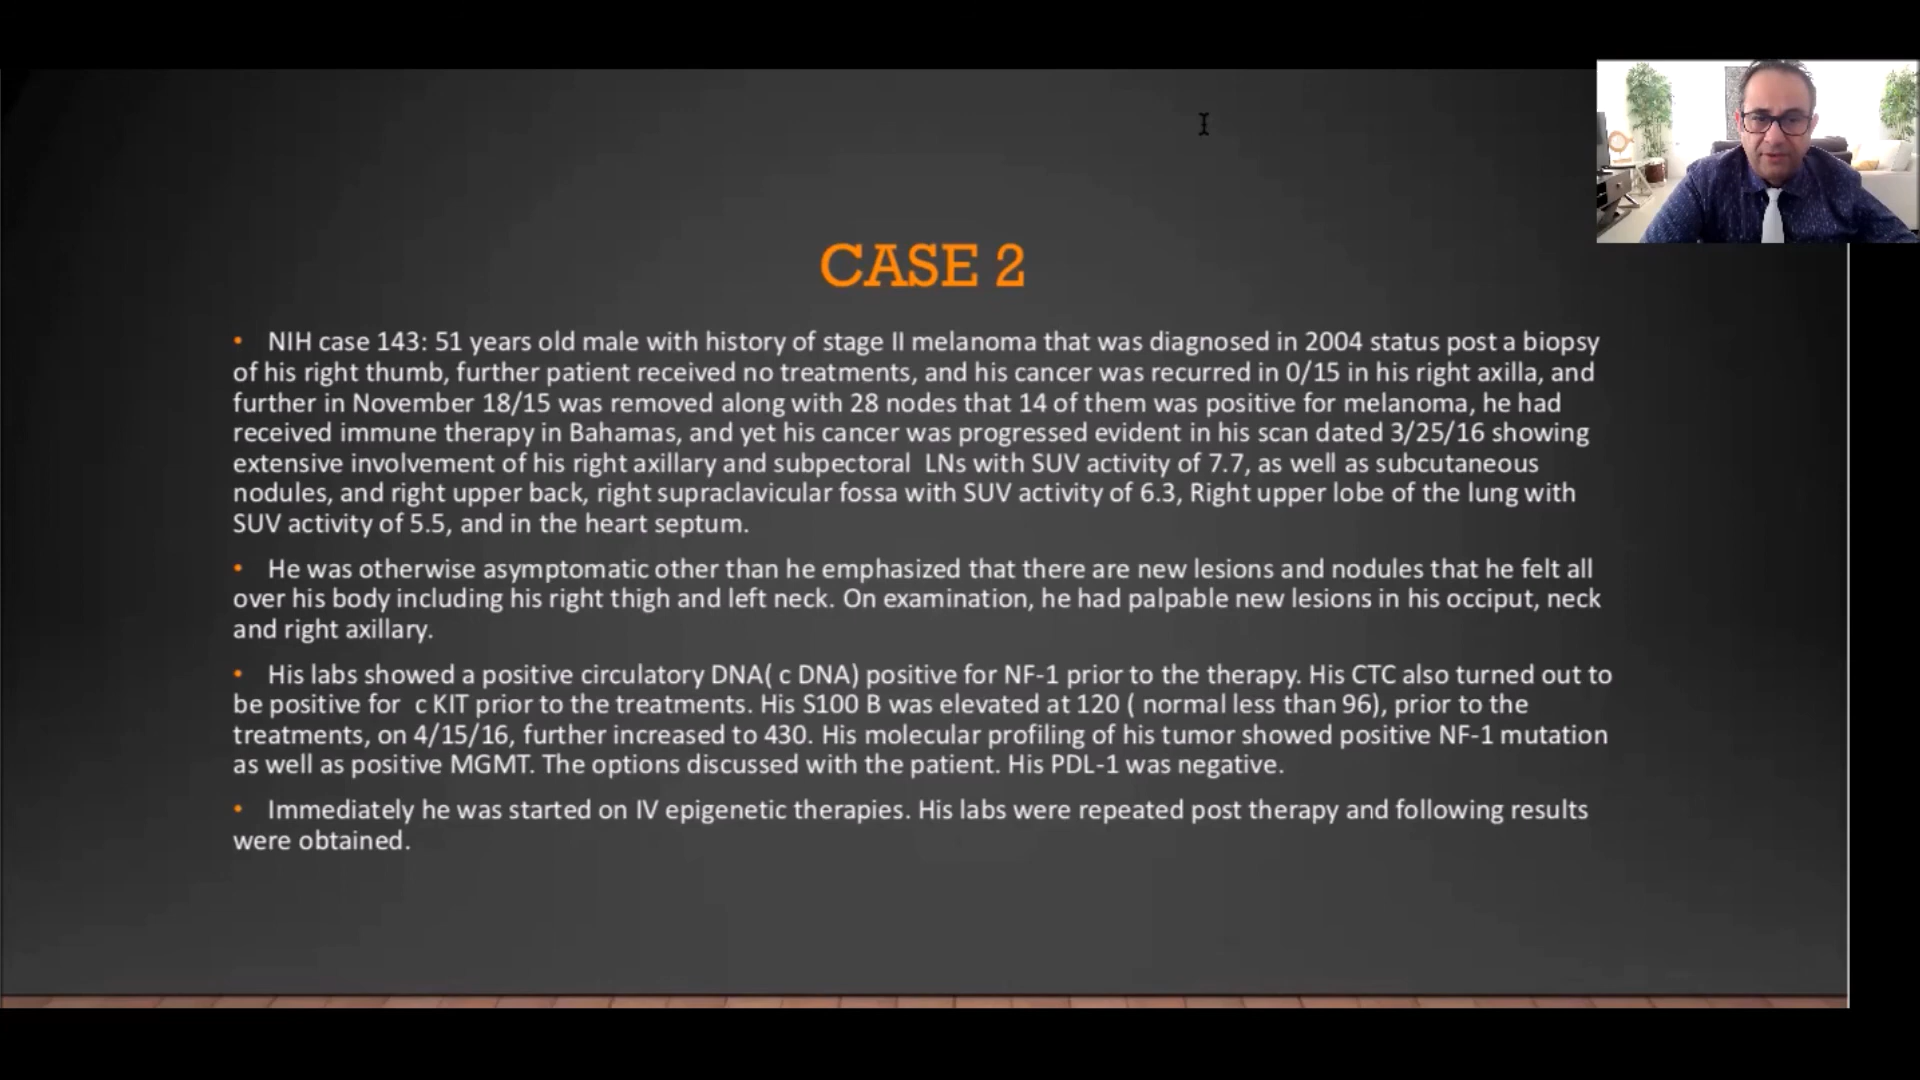 CASE 2
• NIH case 143: 51 years old male with history of stage II melanoma that was diagnosed in 2004 status post a biopsy
of his right thumb, further patient received no treatments, and his cancer was recurred in 0/15 in his right axilla, and
further in November 18/15 was removed along with 28 nodes that 14 of them was positive for melanoma, he had
received immune therapy in Bahamas, and yet his cancer was progressed evident in his scan dated 3/25/16 showing
extensive involvement of his right axillary and subpectoral LNs with SUV activity of 7.7, as well as subcutaneous
nodules, and right upper back, right supraclavicular fossa with SUV activity of 6.3, Right upper lobe of the lung with
SUV activity of 5.5, and in the heart septum.
• He was otherwise asymptomatic other than he emphasized that there are new lesions and nodules that he felt all
over his body including his right thigh and left neck. On examination, he had palpable new lesions in his occiput, neck
and right axillary.
• His labs showed a positive circulatory DNA( c DNA) positive for NF-1 prior to the therapy. His CTC also turned out to
be positive for c KIT prior to the treatments. His S100 B was elevated at 120 ( normal less than 96), prior to the
treatments, on 4/15/16, further increased to 430. His molecular profiling of his tumor showed positive NF-1 mutation
as well as positive MGMT. The options discussed with the patient. His PDL-1 was negative.
• Immediately he was started on IV epigenetic therapies. His labs were repeated post therapy and following results
were obtained.